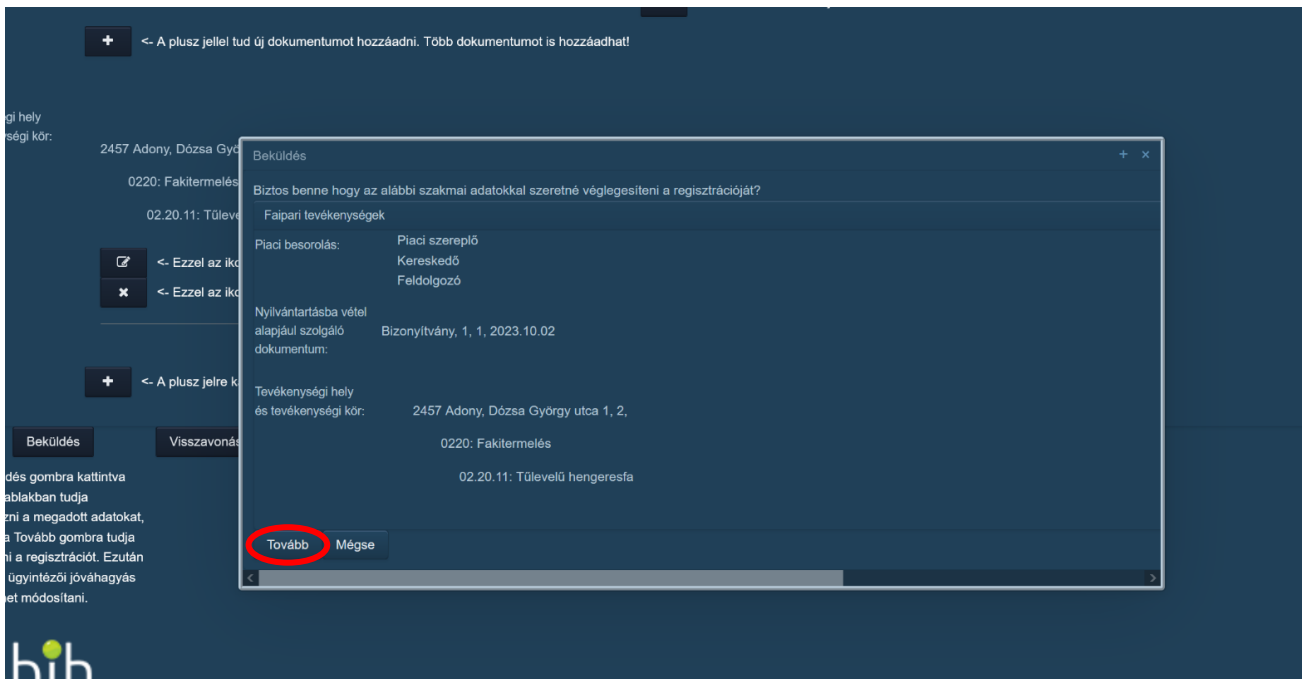 <- A plusz jellel tud új dokumentumot hozzáadni. Több dokumentumot is hozzáadhat!
gi hely
ségi kör:
2457 Adony, Dózsa Gyö
0220: Fakitermelés
02.20.11: Tűleve
<- Ezzel az iko
<- Ezzel az iko
<- A plusz jelre k
Beküldés
Visszavonás
dés gombra kattintva
ablakban tudja
zni a megadott adatokat,
a Tovább gombra tudja
ni a regisztrációt. Ezután
ügyintézői jóváhagyás
et módosítani.
Beküldés
Biztos benne hogy az alábbi szakmai adatokkal szeretné véglegesíteni a regisztrációját?
Faipari tevékenységek
Piaci besorolás:
Piaci szereplő
Kereskedő
Feldolgozó
Nyilvántartásba vétel
alapjául szolgáló
dokumentum:
Bizonyítvány, 1, 1, 2023.10.02
Tevékenységi hely
és tevékenységi kör:
2457 Adony, Dózsa György utca 1, 2,
0220: Fakitermelés
02.20.11: Tűlevelű hengeresfa
Tovább Mégse